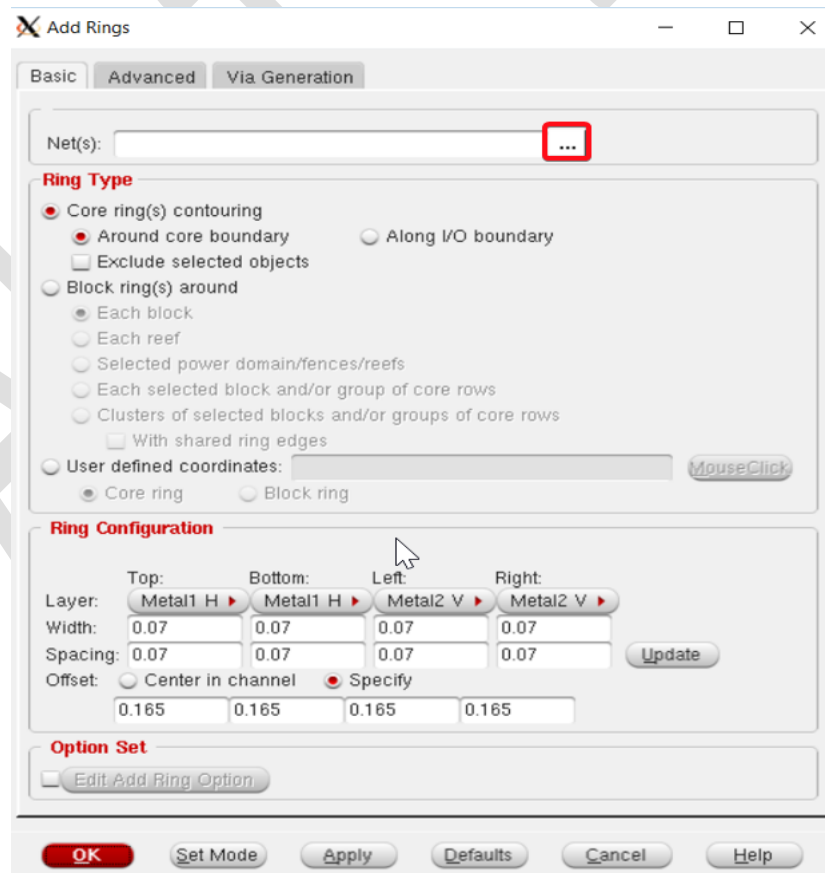 Add Rings
Basic Advanced Via Generation
Net(s): ...
Ring Type
Core ring(s) contouring
Around core boundary Along I/O boundary
Exclude selected objects
Block ring(s) around
Each block
Each reef
Selected power domain/fences/reefs
Each selected block and/or group of core rows
Clusters of selected blocks and/or groups of core rows
With shared ring edges
User defined coordinates: MouseClick
Core ring Block ring
Ring Configuration
Top: Bottom: Left: Right:
Layer: Metal1 H Metal1 H Metal2 V Metal2 V
Width: 0.07 0.07 0.07 0.07
Spacing: 0.07 0.07 0.07 0.07 Update
Offset: Center in channel Specify
0.165 0.165 0.165 0.165
Option Set
Edit Add Ring Option
OK Set Mode Apply Defaults Cancel Help